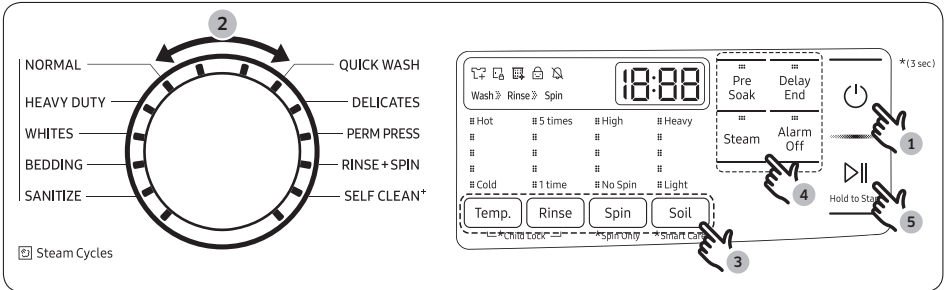 2
NORMAL
HEAVY DUTY
WHITES
BEDDING
SANITIZE
QUICK WASH
DELICATES
PERM PRESS
RINSE+SPIN
SELF CLEAN+
Steam Cycles
Wash » Rinse » Spin
18:88
Hot 5 times High Heavy
Cold 1 time No Spin Light
Temp. Rinse Spin Soil
*Child Lock *Spin Only *Smart Care
3
Pre Soak
Delay End
Steam
Alarm Off
4
*(3 sec)
1
Hold to Start
5